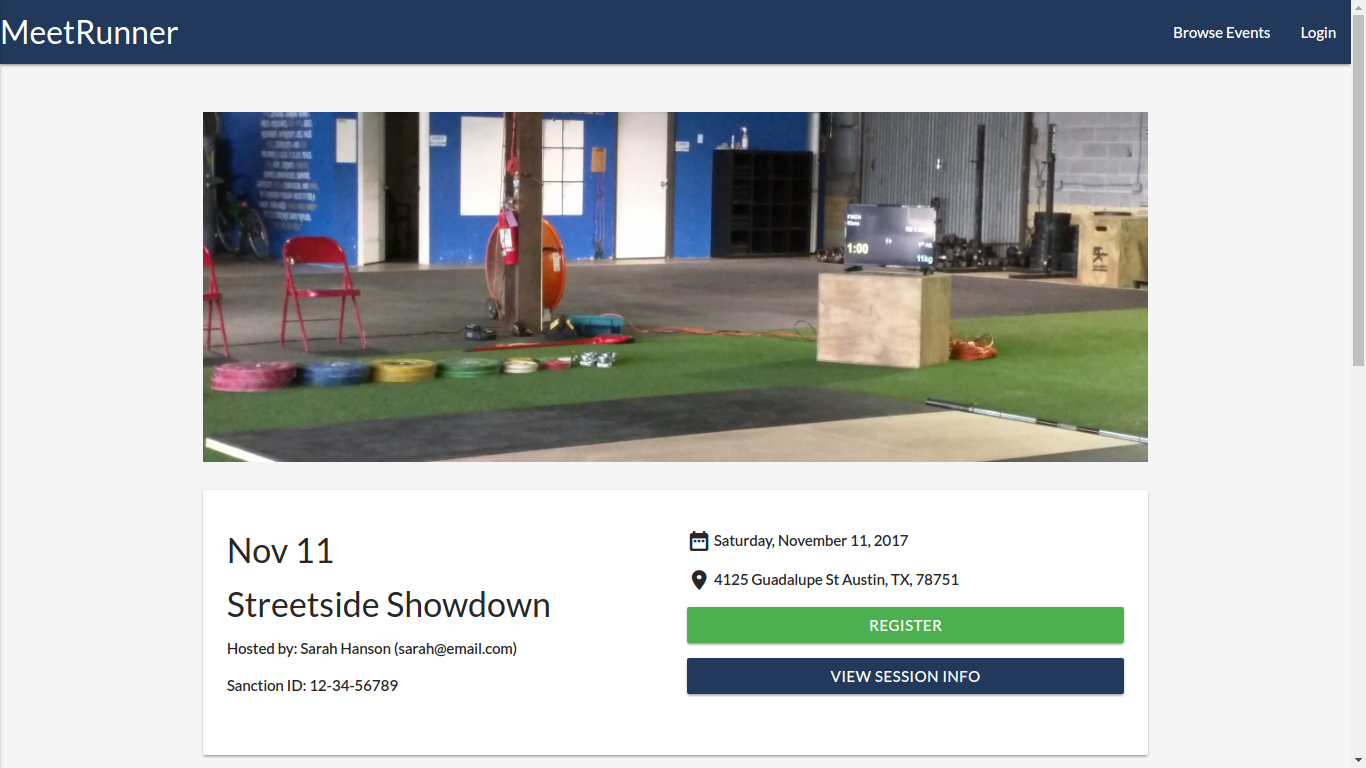 MeetRunner
Browse Events
Login
1:00
11kg
Nov 11
Streetside Showdown
Hosted by: Sarah Hanson (sarah@email.com)
Sanction ID: 12-34-56789
Saturday, November 11, 2017
4125 Guadalupe St Austin, TX, 78751
REGISTER
VIEW SESSION INFO